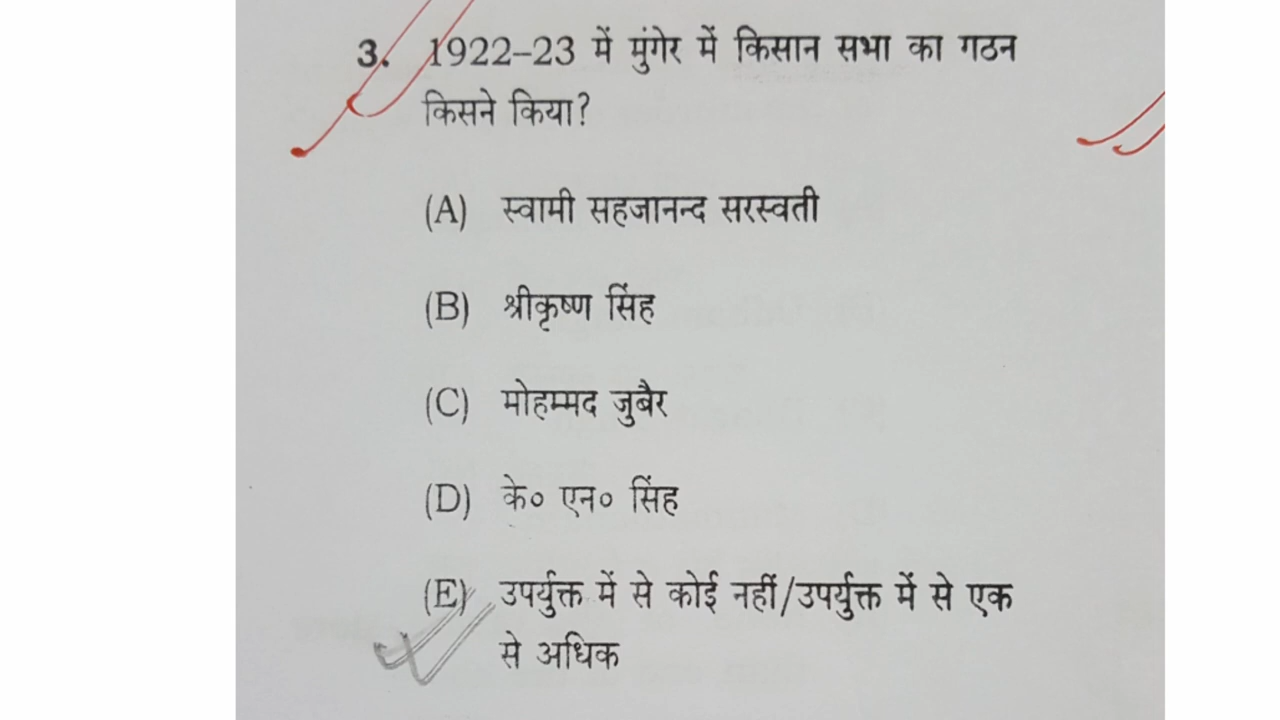 3. 1922–23 में मुंगेर में किसान सभा का गठन
किसने किया?
(A) स्वामी सहजानन्द सरस्वती
(B) श्रीकृष्ण सिंह
(C) मोहम्मद जुबैर
(D) के० एन० सिंह
(E) उपर्युक्त में से कोई नहीं/उपर्युक्त में से एक
से अधिक